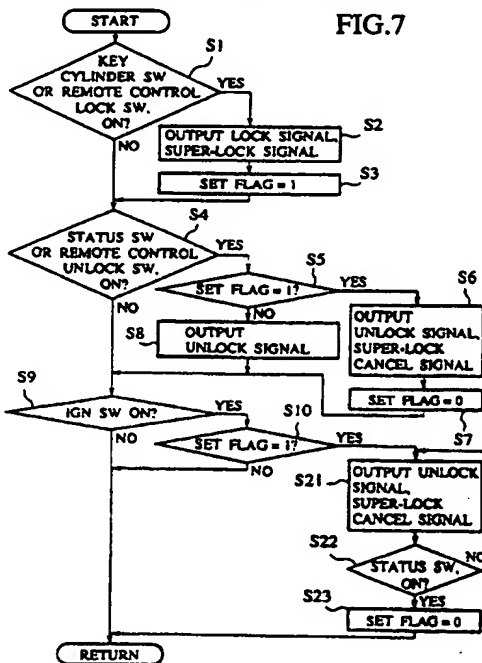 START
FIG.7
S1
KEY
CYLINDER SW
OR REMOTE CONTROL
LOCK SW,
ON?
YES
NO
S2
OUTPUT LOCK SIGNAL,
SUPER-LOCK SIGNAL
S3
SET FLAG = 1
S4
STATUS SW
OR REMOTE CONTROL
UNLOCK SW,
ON?
YES
NO
S5
SET FLAG = 1?
YES
NO
S6
OUTPUT
UNLOCK SIGNAL,
SUPER-LOCK
CANCEL SIGNAL
S8
OUTPUT
UNLOCK SIGNAL
SET FLAG = 0
S7
S9
IGN SW ON?
YES
NO
S10
SET FLAG = 1?
YES
NO
S21
OUTPUT UNLOCK
SIGNAL,
SUPER-LOCK
CANCEL SIGNAL
S22
STATUS SW,
ON?
NO
YES
S23
SET FLAG = 0
RETURN